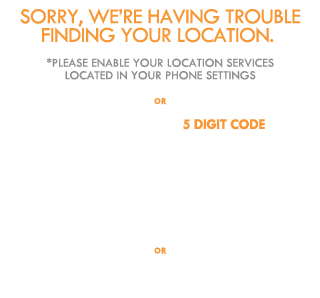 SORRY, WE'RE HAVING TROUBLE
FINDING YOUR LOCATION.
*PLEASE ENABLE YOUR LOCATION SERVICES
LOCATED IN YOUR PHONE SETTINGS
OR
5 DIGIT CODE
OR